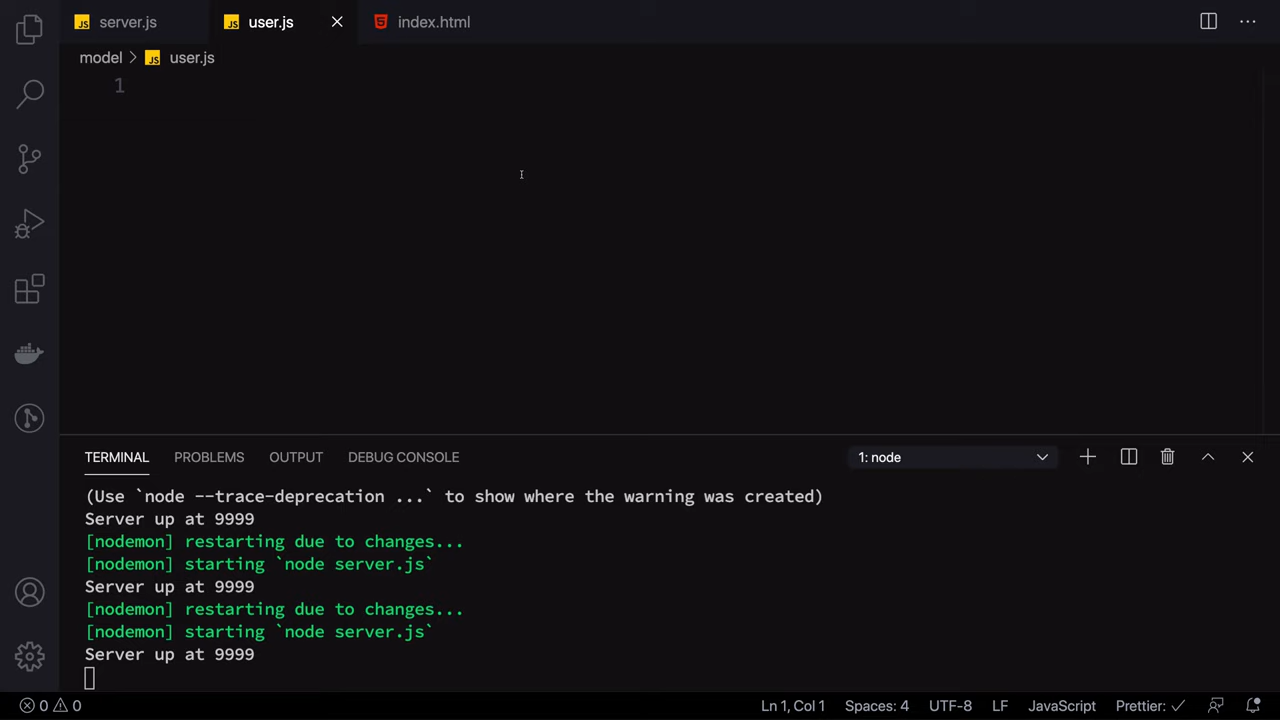 JS server.js
JS user.js
index.html
model > JS user.js
1
TERMINAL PROBLEMS OUTPUT DEBUG CONSOLE 1: node
(Use `node --trace-deprecation ...` to show where the warning was created)
Server up at 9999
[nodemon] restarting due to changes...
[nodemon] starting `node server.js`
Server up at 9999
[nodemon] restarting due to changes...
[nodemon] starting `node server.js`
Server up at 9999
0 0 Ln 1, Col 1 Spaces: 4 UTF-8 LF JavaScript Prettier: ✓